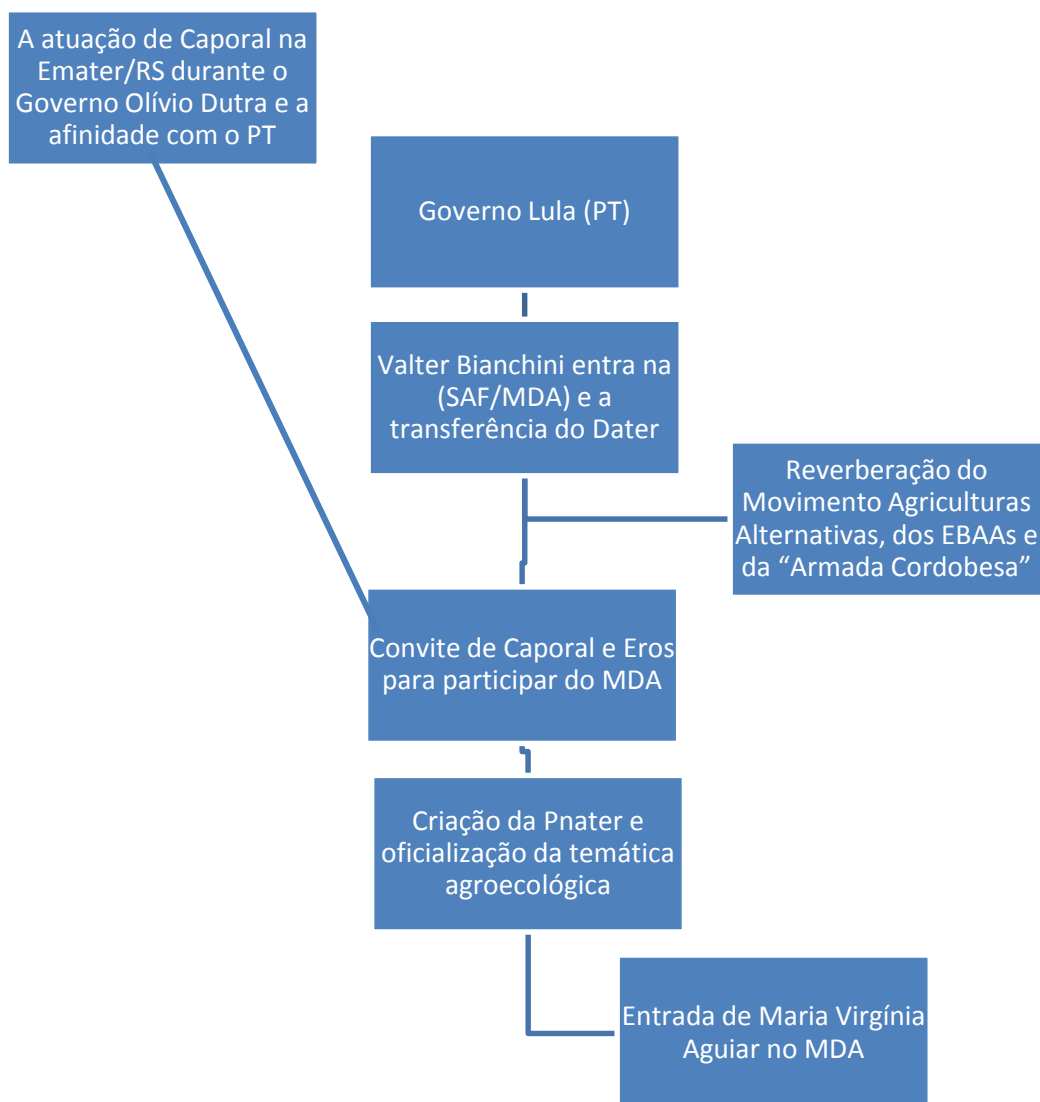 A atuação de Caporal na
Emater/RS durante o
Governo Olívio Dutra e a
afinidade com o PT
Governo Lula (PT)
Valter Bianchini entra na
(SAF/MDA) e a
transferência do Dater
Reverberação do
Movimento Agriculturas
Alternativas, dos EBAAs e
da “Armada Cordobesa”
Convite de Caporal e Eros
para participar do MDA
Criação da Pnater e
oficialização da temática
agroecológica
Entrada de Maria Virgínia
Aguiar no MDA